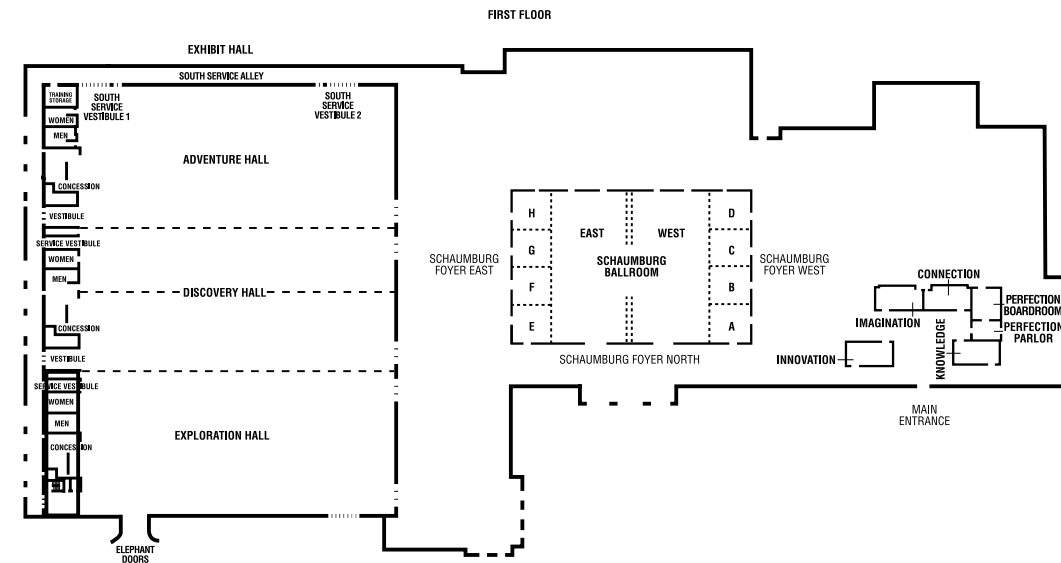 FIRST FLOOR
EXHIBIT HALL
SOUTH SERVICE ALLEY
TRAINING
STORAGE
SOUTH
SERVICE
VESTIBULE 1
SOUTH
SERVICE
VESTIBULE 2
WOMEN
MEN
ADVENTURE HALL
CONCESSION
VESTIBULE
SERVICE VESTIBULE
WOMEN
MEN
DISCOVERY HALL
CONCESSION
VESTIBULE
SERVICE VESTIBULE
WOMEN
MEN
EXPLORATION HALL
CONCESSION
ELEPHANT
DOORS
SCHAUMBURG
FOYER EAST
H
G
F
E
EAST
WEST
SCHAUMBURG
BALLROOM
D
C
B
A
SCHAUMBURG
FOYER WEST
SCHAUMBURG FOYER NORTH
CONNECTION
IMAGINATION
PERFECTION
BOARDROOM
PERFECTION
PARLOR
INNOVATION
KNOWLEDGE
MAIN
ENTRANCE